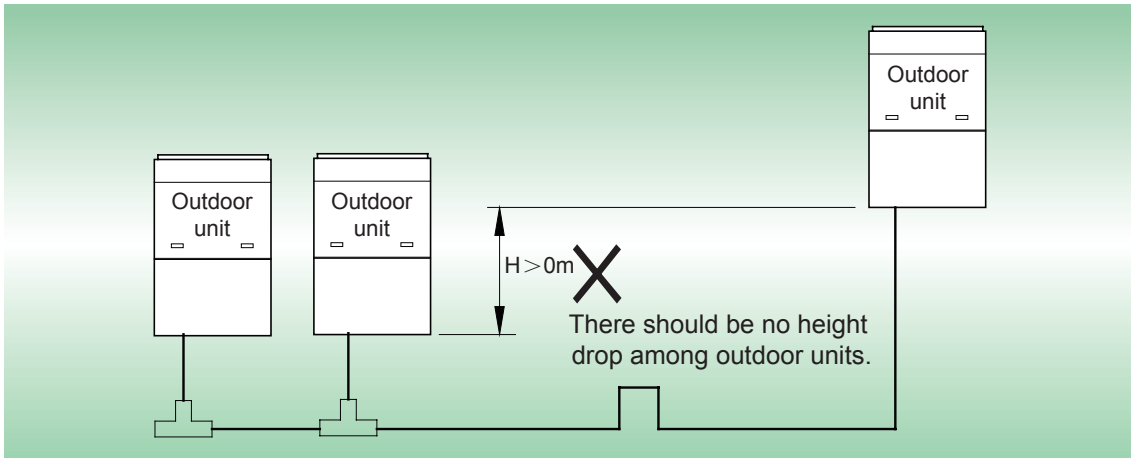 Outdoor
unit
Outdoor
unit
Outdoor
unit
H＞0m
There should be no height
drop among outdoor units.